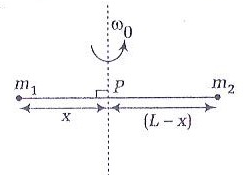 ω₀
m₁ P m₂
x (L – x)